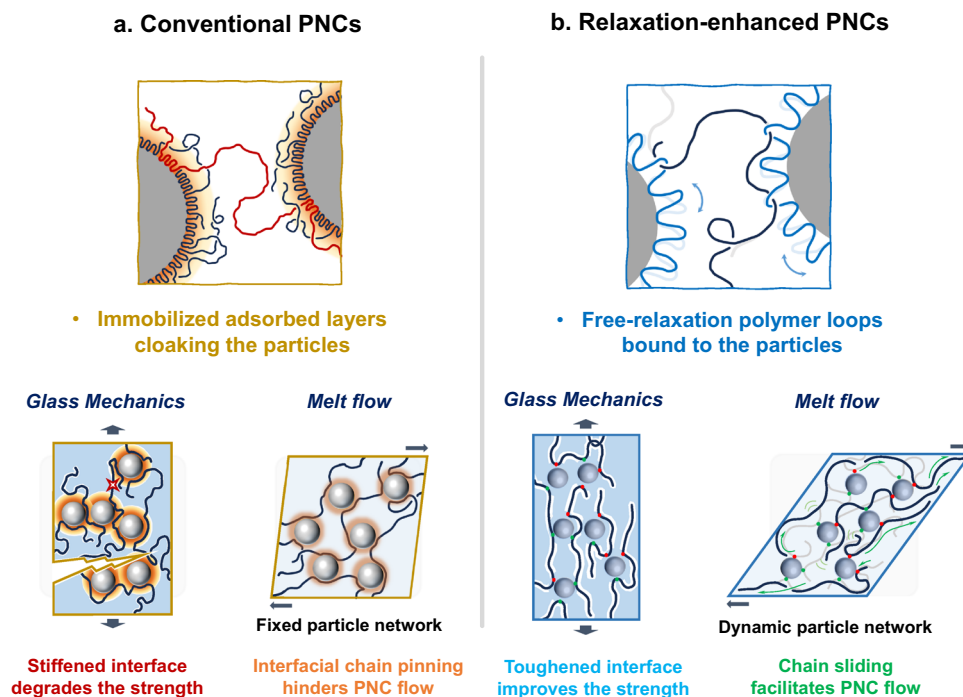 a. Conventional PNCs
• Immobilized adsorbed layers
cloaking the particles
Glass Mechanics
Melt flow
Fixed particle network
Stiffened interface
degrades the strength
Interfacial chain pinning
hinders PNC flow
b. Relaxation-enhanced PNCs
• Free-relaxation polymer loops
bound to the particles
Glass Mechanics
Melt flow
Dynamic particle network
Toughened interface
improves the strength
Chain sliding
facilitates PNC flow